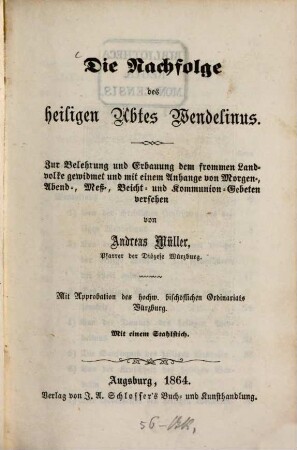 Die Nachfolge
des
heiligen Abtes Wendelinus.
Zur Belehrung und Erbauung dem frommen Land-
volke gewidmet und mit einem Anhange von Morgen-,
Abend-, Meß-, Beicht- und Kommunion-Gebeten
versehen
von
Andreas Müller,
Pfarrer der Diözese Würzburg.
Mit Approbation des hochw. bischöflichen Ordinariats
Würzburg.
Mit einem Stahlstich.
Augsburg, 1864.
Verlag von J. A. Schlosser's Buch- und Kunsthandlung.